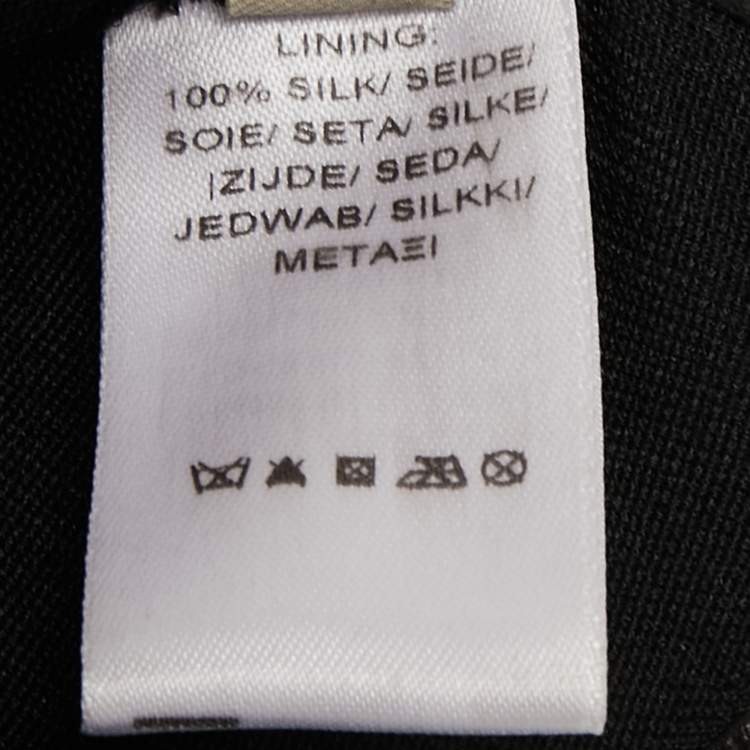 LINING:
100% SILK/ SEIDE/
SOIE/ SETA/ SILKE/
ZIJDE/ SEDA/
JEDWAB/ SILKKI/
ΜΕΤΑΞΙ